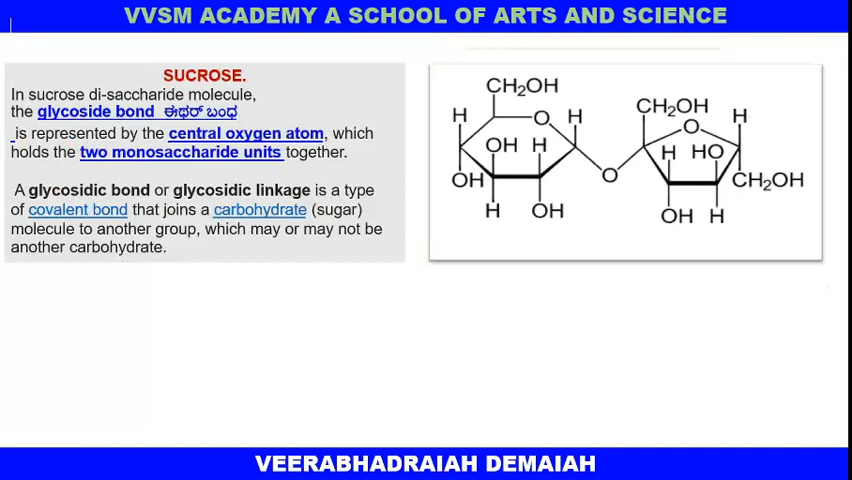 VVSM ACADEMY A SCHOOL OF ARTS AND SCIENCE
SUCROSE.
In sucrose di-saccharide molecule,
the glycoside bond ಈಥರ್ ಬಂಧ
is represented by the central oxygen atom, which
holds the two monosaccharide units together.
A glycosidic bond or glycosidic linkage is a type
of covalent bond that joins a carbohydrate (sugar)
molecule to another group, which may or may not be
another carbohydrate.
CH₂OH
CH₂OH
H O H O H
OH H H HO
OH O CH₂OH
H OH OH H
VEERABHADRAIAH DEMAIAH